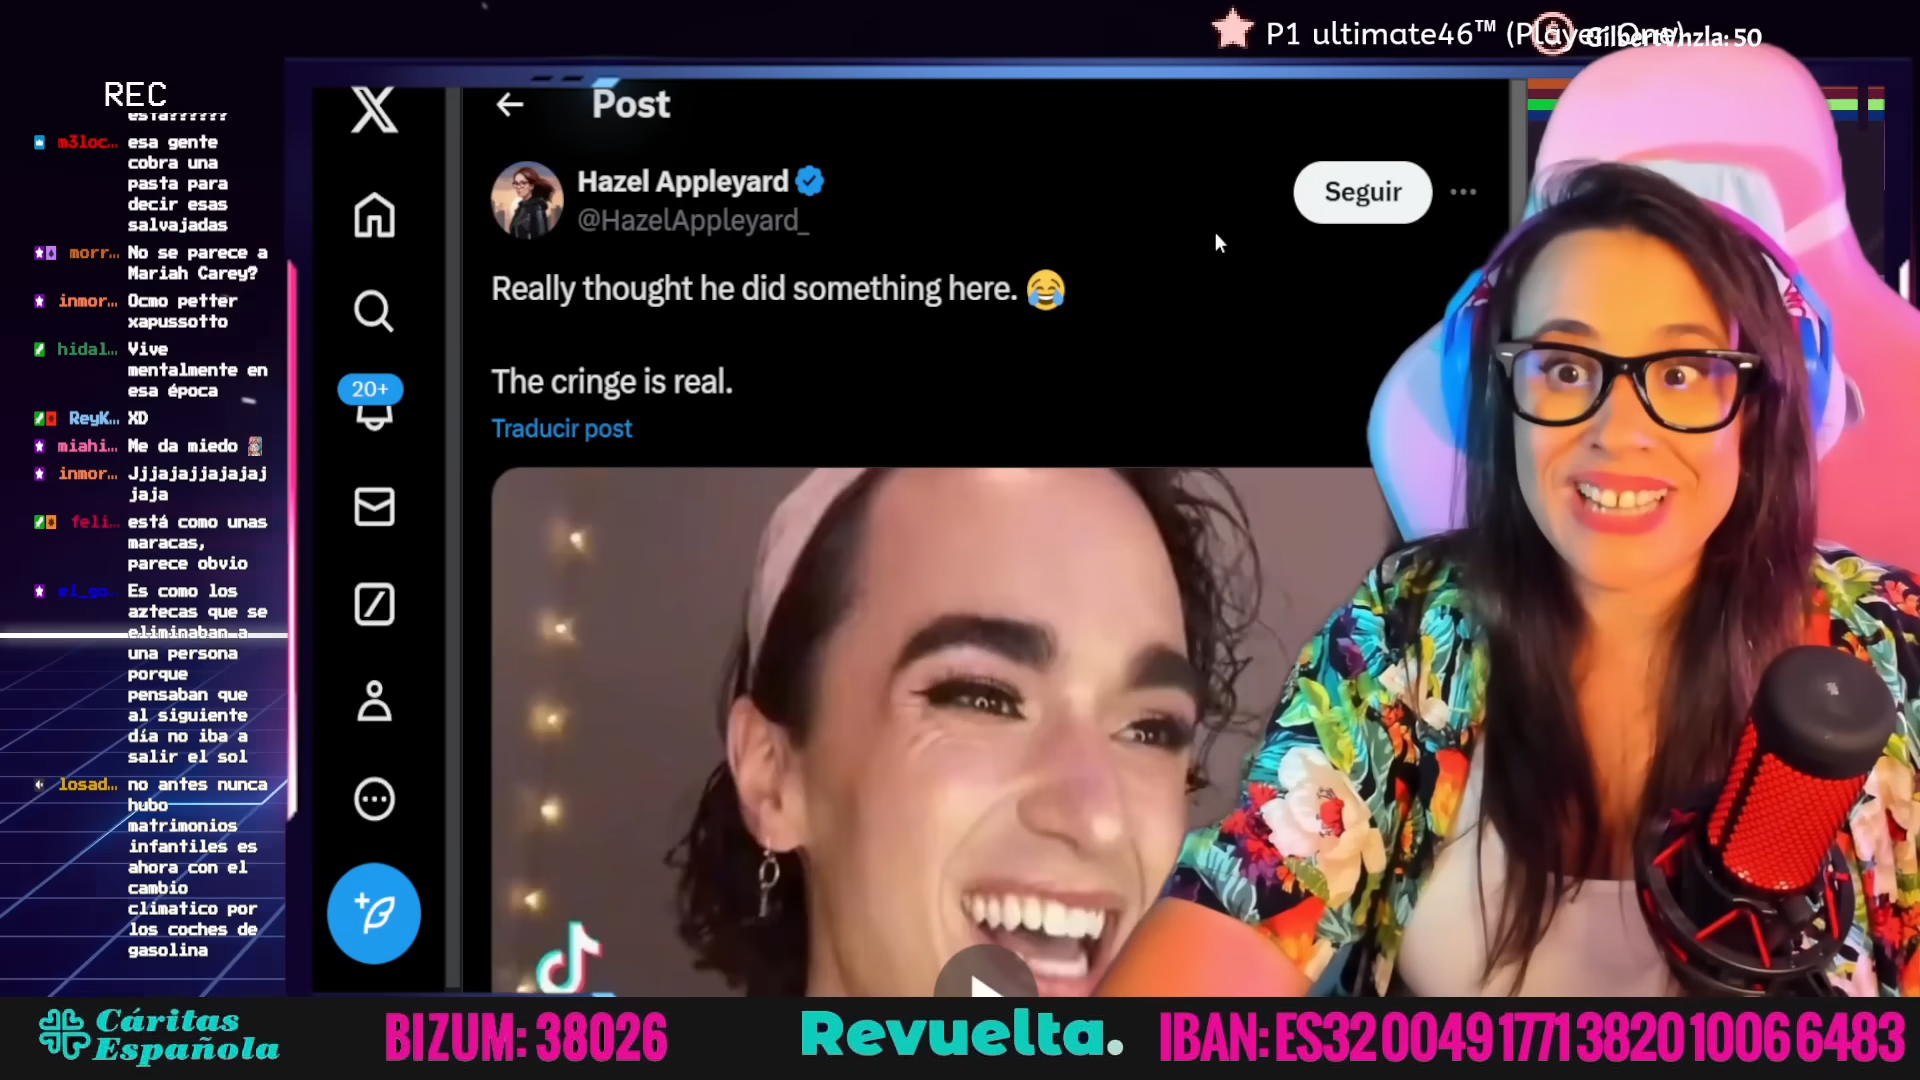 P1 ultimate46™ (Player One)
GilbertVnzla: 50
REC
m3loc… esa gente
cobra una
pasta para
decir esas
salvajadas
morr… No se parece a
Mariah Carey?
inmor… Ocmo petter
xapussotto
hidal… Vive
mentalmente en
esa época
ReyK… XD
miahi… Me da miedo
inmor… Jjjajajjajajaj
jaja
feli… está como unas
maracas,
parece obvio
el_go… Es como los
aztecas que se
eliminaban a
una persona
porque
pensaban que
al siguiente
día no iba a
salir el sol
losad… no antes nunca
hubo
matrimonios
infantiles es
ahora con el
cambio
climatico por
los coches de
gasolina
20+
Post
Hazel Appleyard
@HazelAppleyard_
Seguir
Really thought he did something here. 😂
The cringe is real.
Traducir post
Cáritas
Española
BIZUM: 38026
Revuelta.
IBAN: ES32 0049 1771 3820 1006 6483